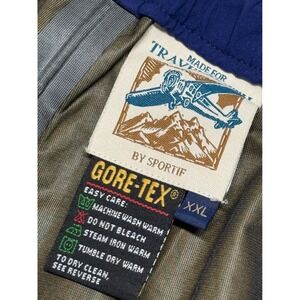 MADE FOR
BY SPORTIF
GORE-TEX®
XXL
EASY CARE:
MACHINE WASH WARM
DO NOT BLEACH
STEAM IRON WARM
TUMBLE DRY WARM
TO DRY CLEAN,
SEE REVERSE